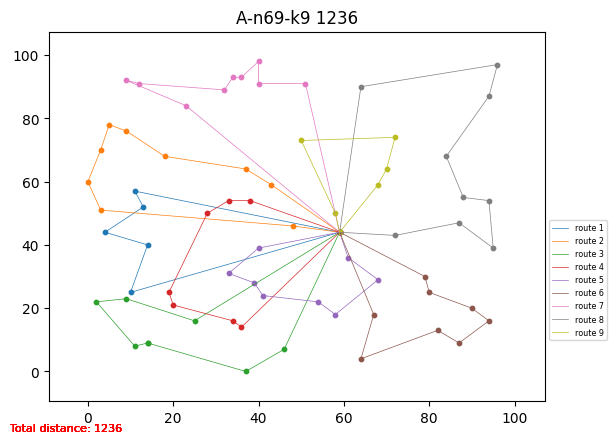 A-n69-k9 1236
100
80
60
40
20
0
0 20 40 60 80 100
route 1
route 2
route 3
route 4
route 5
route 6
route 7
route 8
route 9
Total distance: 1236